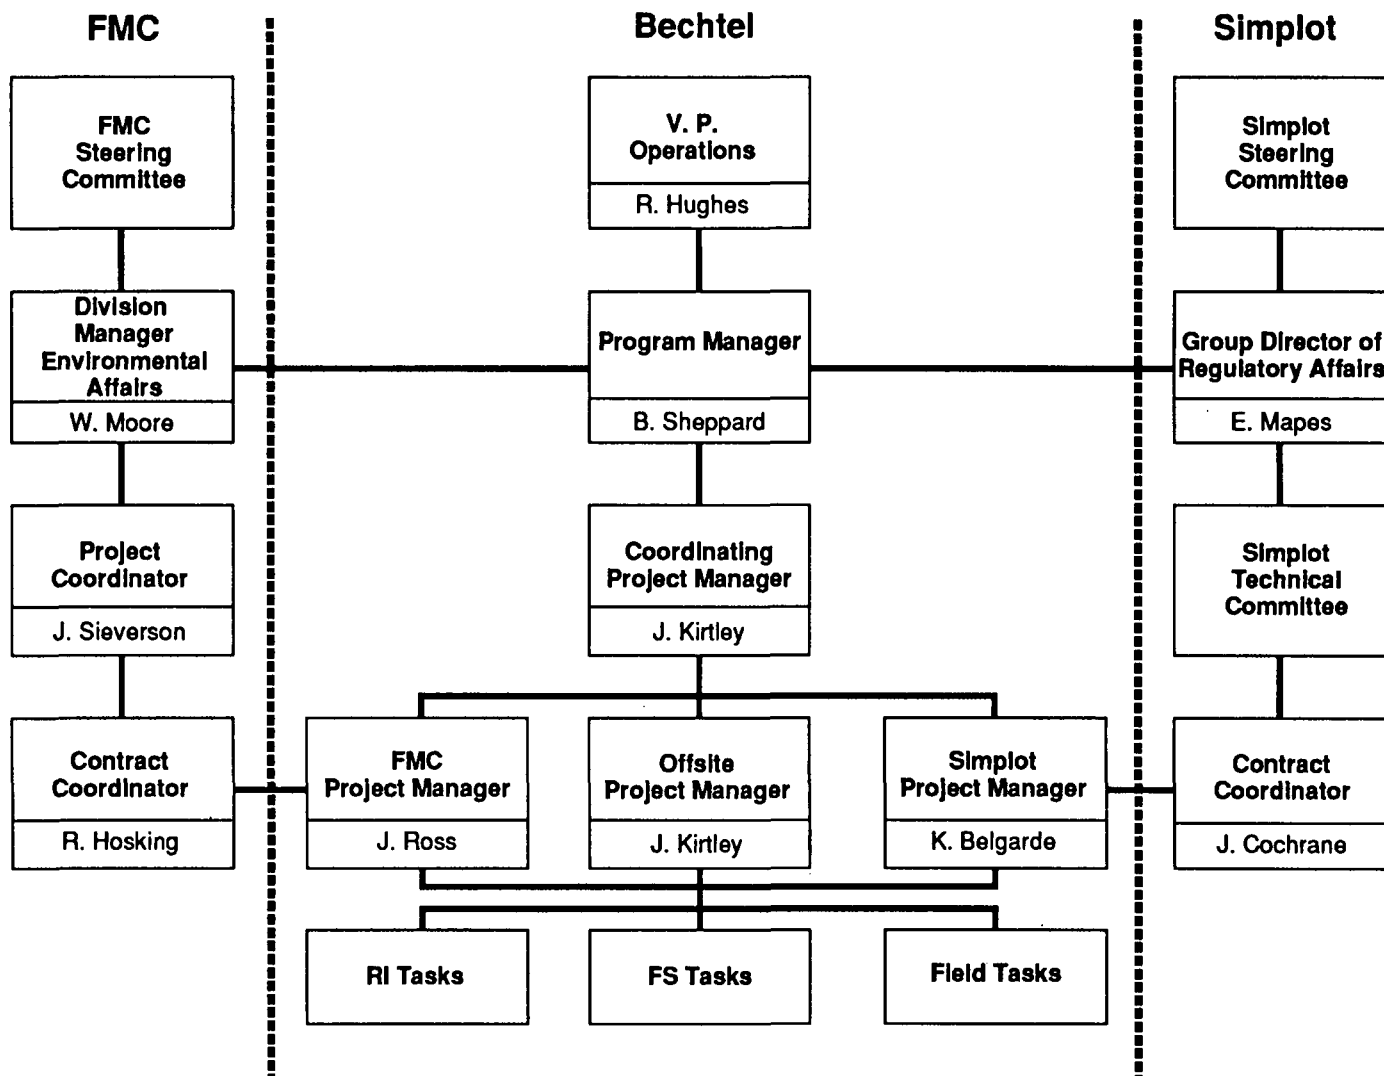 FMC
Bechtel
Simplot
FMC
Steering
Committee
V. P.
Operations
R. Hughes
Simplot
Steering
Committee
Division
Manager
Environmental
Affairs
W. Moore
Program Manager
B. Sheppard
Group Director of
Regulatory Affairs
E. Mapes
Project
Coordinator
J. Sieverson
Coordinating
Project Manager
J. Kirtley
Simplot
Technical
Committee
Contract
Coordinator
R. Hosking
FMC
Project Manager
J. Ross
Offsite
Project Manager
J. Kirtley
Simplot
Project Manager
K. Belgarde
Contract
Coordinator
J. Cochrane
RI Tasks
FS Tasks
Field Tasks